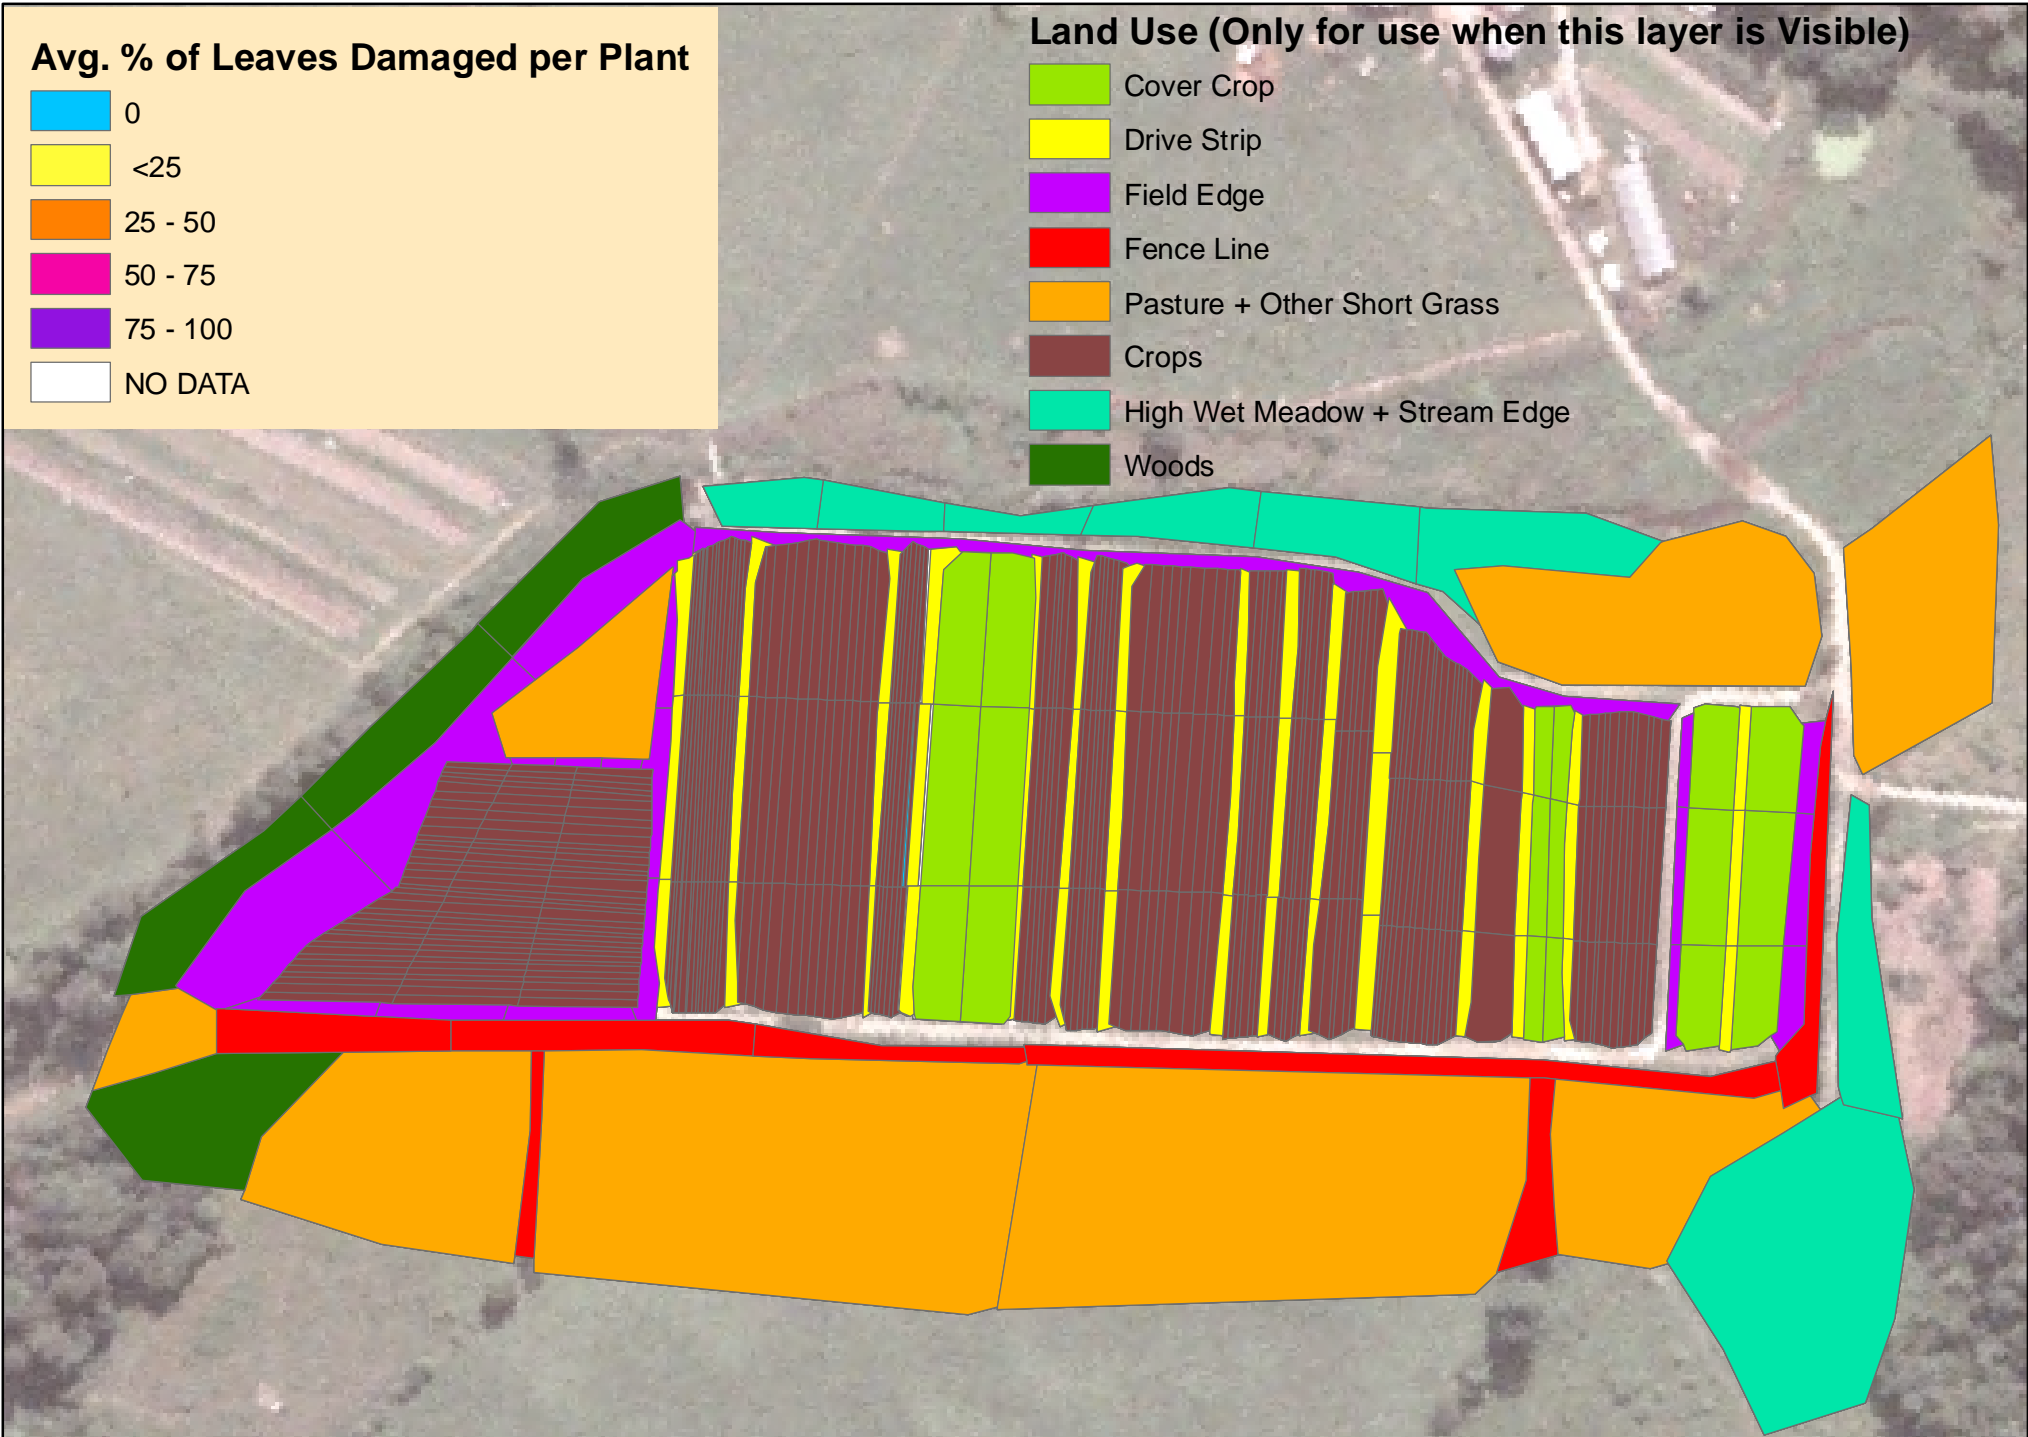 Avg. % of Leaves Damaged per Plant
0
<25
25 - 50
50 - 75
75 - 100
NO DATA
Land Use (Only for use when this layer is Visible)
Cover Crop
Drive Strip
Field Edge
Fence Line
Pasture + Other Short Grass
Crops
High Wet Meadow + Stream Edge
Woods